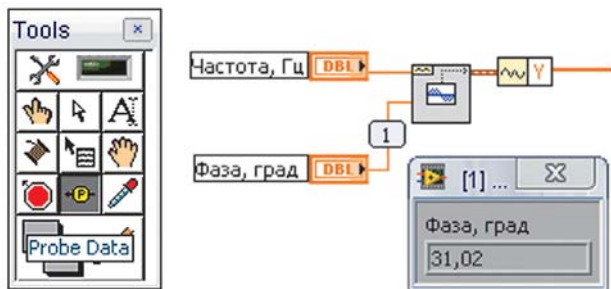 Tools
Частота, Гц
DBL
Y
1
Фаза, град
DBL
[1] ...
Фаза, град
31,02
A
P
Probe Data